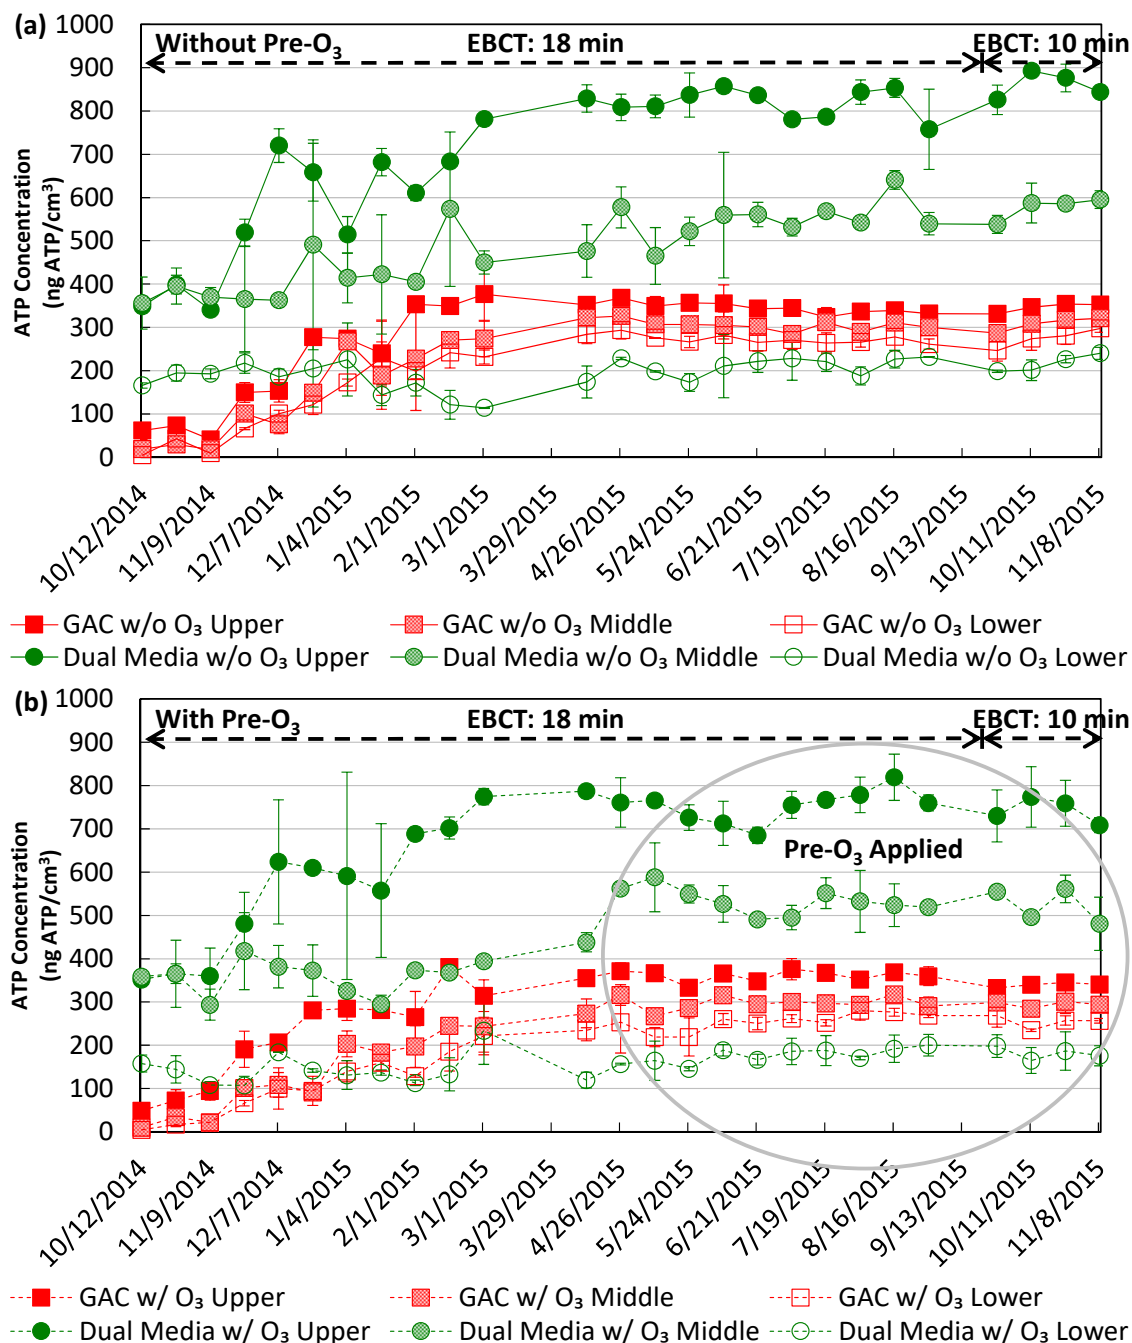 (a)
1000
Without Pre-O₃ EBCT: 18 min EBCT: 10 min
900
800
700
600
500
400
300
200
100
0
ATP Concentration
(ng ATP/cm³)
10/12/2014 11/9/2014 12/7/2014 1/4/2015 2/1/2015 3/1/2015 3/29/2015 4/26/2015 5/24/2015 6/21/2015 7/19/2015 8/16/2015 9/13/2015 10/11/2015 11/8/2015
GAC w/o O₃ Upper GAC w/o O₃ Middle GAC w/o O₃ Lower
Dual Media w/o O₃ Upper Dual Media w/o O₃ Middle Dual Media w/o O₃ Lower
(b)
1000
With Pre-O₃ EBCT: 18 min EBCT: 10 min
900
800
700
600
500
400
300
200
100
0
ATP Concentration
(ng ATP/cm³)
Pre-O₃ Applied
10/12/2014 11/9/2014 12/7/2014 1/4/2015 2/1/2015 3/1/2015 3/29/2015 4/26/2015 5/24/2015 6/21/2015 7/19/2015 8/16/2015 9/13/2015 10/11/2015 11/8/2015
GAC w/ O₃ Upper GAC w/ O₃ Middle GAC w/ O₃ Lower
Dual Media w/ O₃ Upper Dual Media w/ O₃ Middle Dual Media w/ O₃ Lower